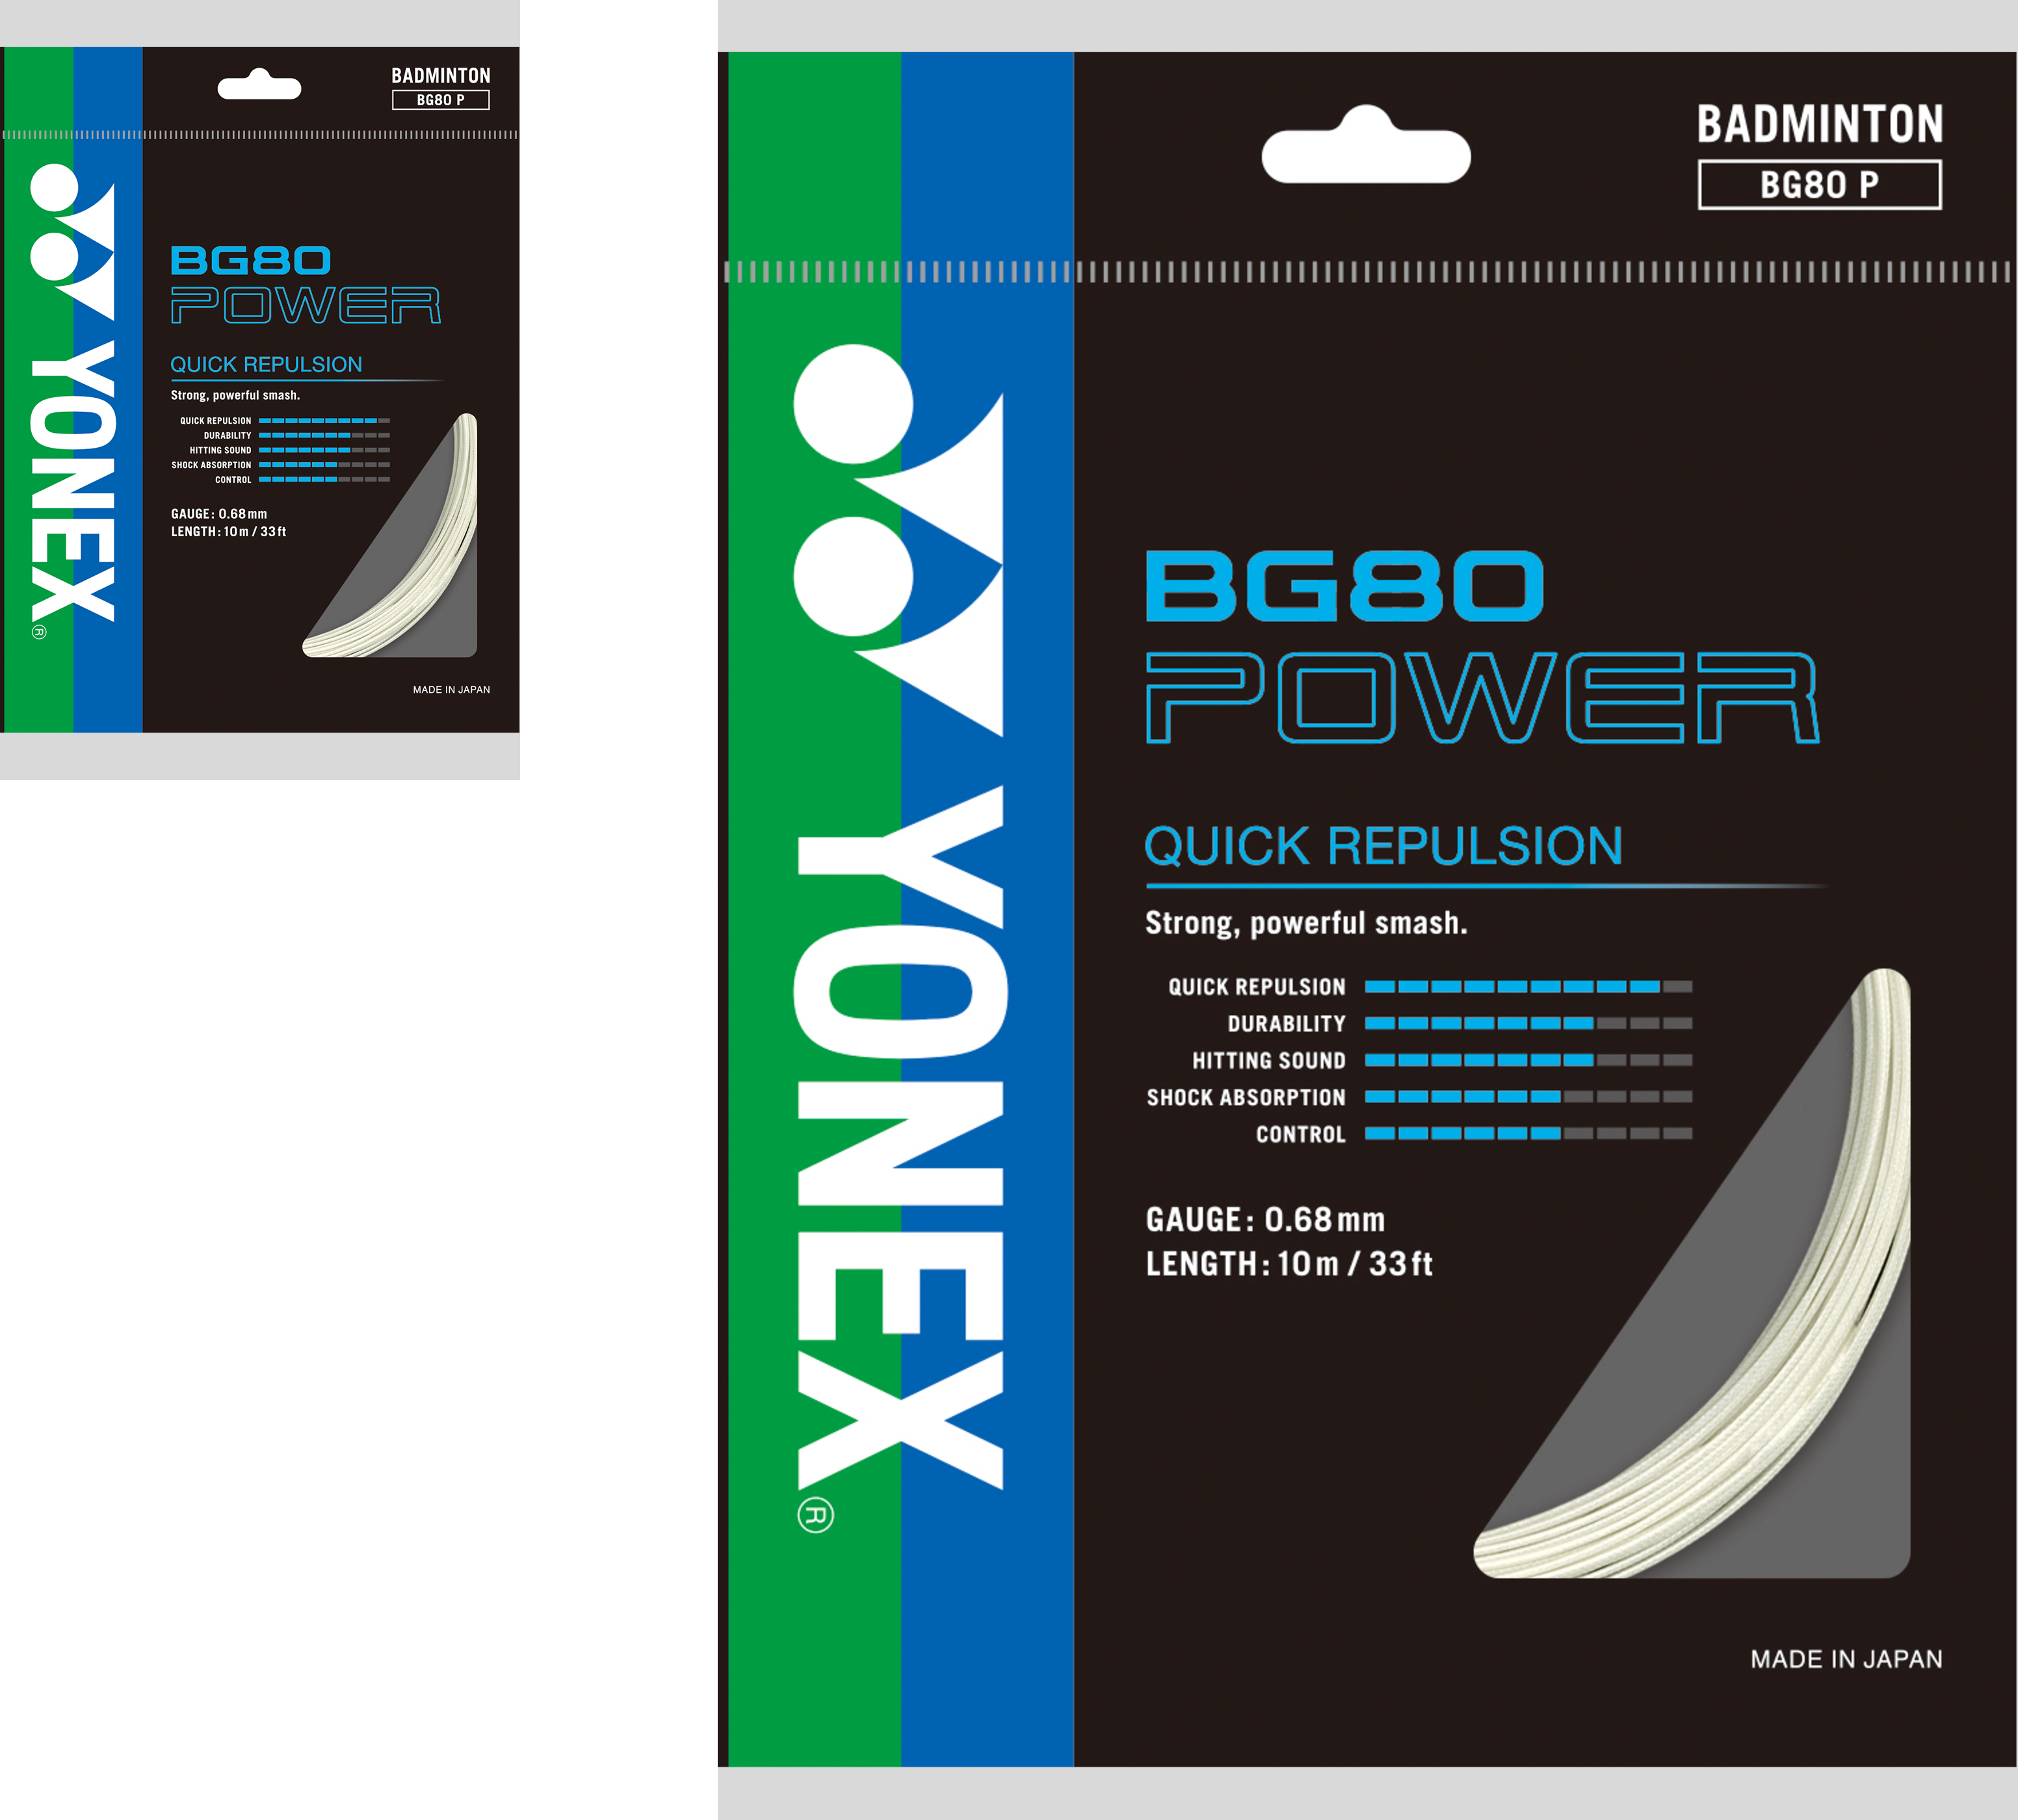 BADMINTON
BG80 P
YONEX
®
BG80
POWER
QUICK REPULSION
Strong, powerful smash.
QUICK REPULSION
DURABILITY
HITTING SOUND
SHOCK ABSORPTION
CONTROL
GAUGE: 0.68mm
LENGTH: 10m / 33ft
MADE IN JAPAN
BADMINTON
BG80 P
YONEX
®
BG80
POWER
QUICK REPULSION
Strong, powerful smash.
QUICK REPULSION
DURABILITY
HITTING SOUND
SHOCK ABSORPTION
CONTROL
GAUGE: 0.68mm
LENGTH: 10m / 33ft
MADE IN JAPAN